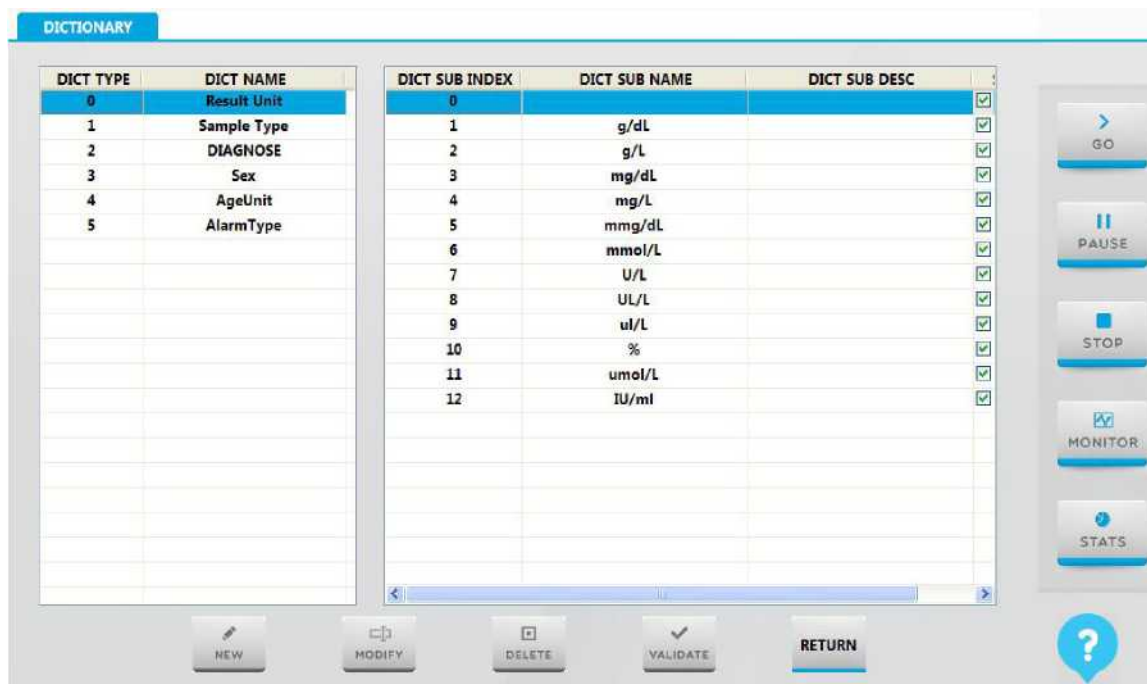 DICTIONARY
DICT TYPE DICT NAME DICT SUB INDEX DICT SUB NAME DICT SUB DESC
0 Result Unit 0
1 Sample Type 1 g/dL
2 DIAGNOSE 2 g/L
3 Sex 3 mg/dL
4 AgeUnit 4 mg/L
5 AlarmType 5 mmg/dL
6 mmol/L
7 U/L
8 UL/L
9 ul/L
10 %
11 umol/L
12 IU/ml
GO
PAUSE
STOP
MONITOR
STATS
NEW MODIFY DELETE VALIDATE RETURN
?